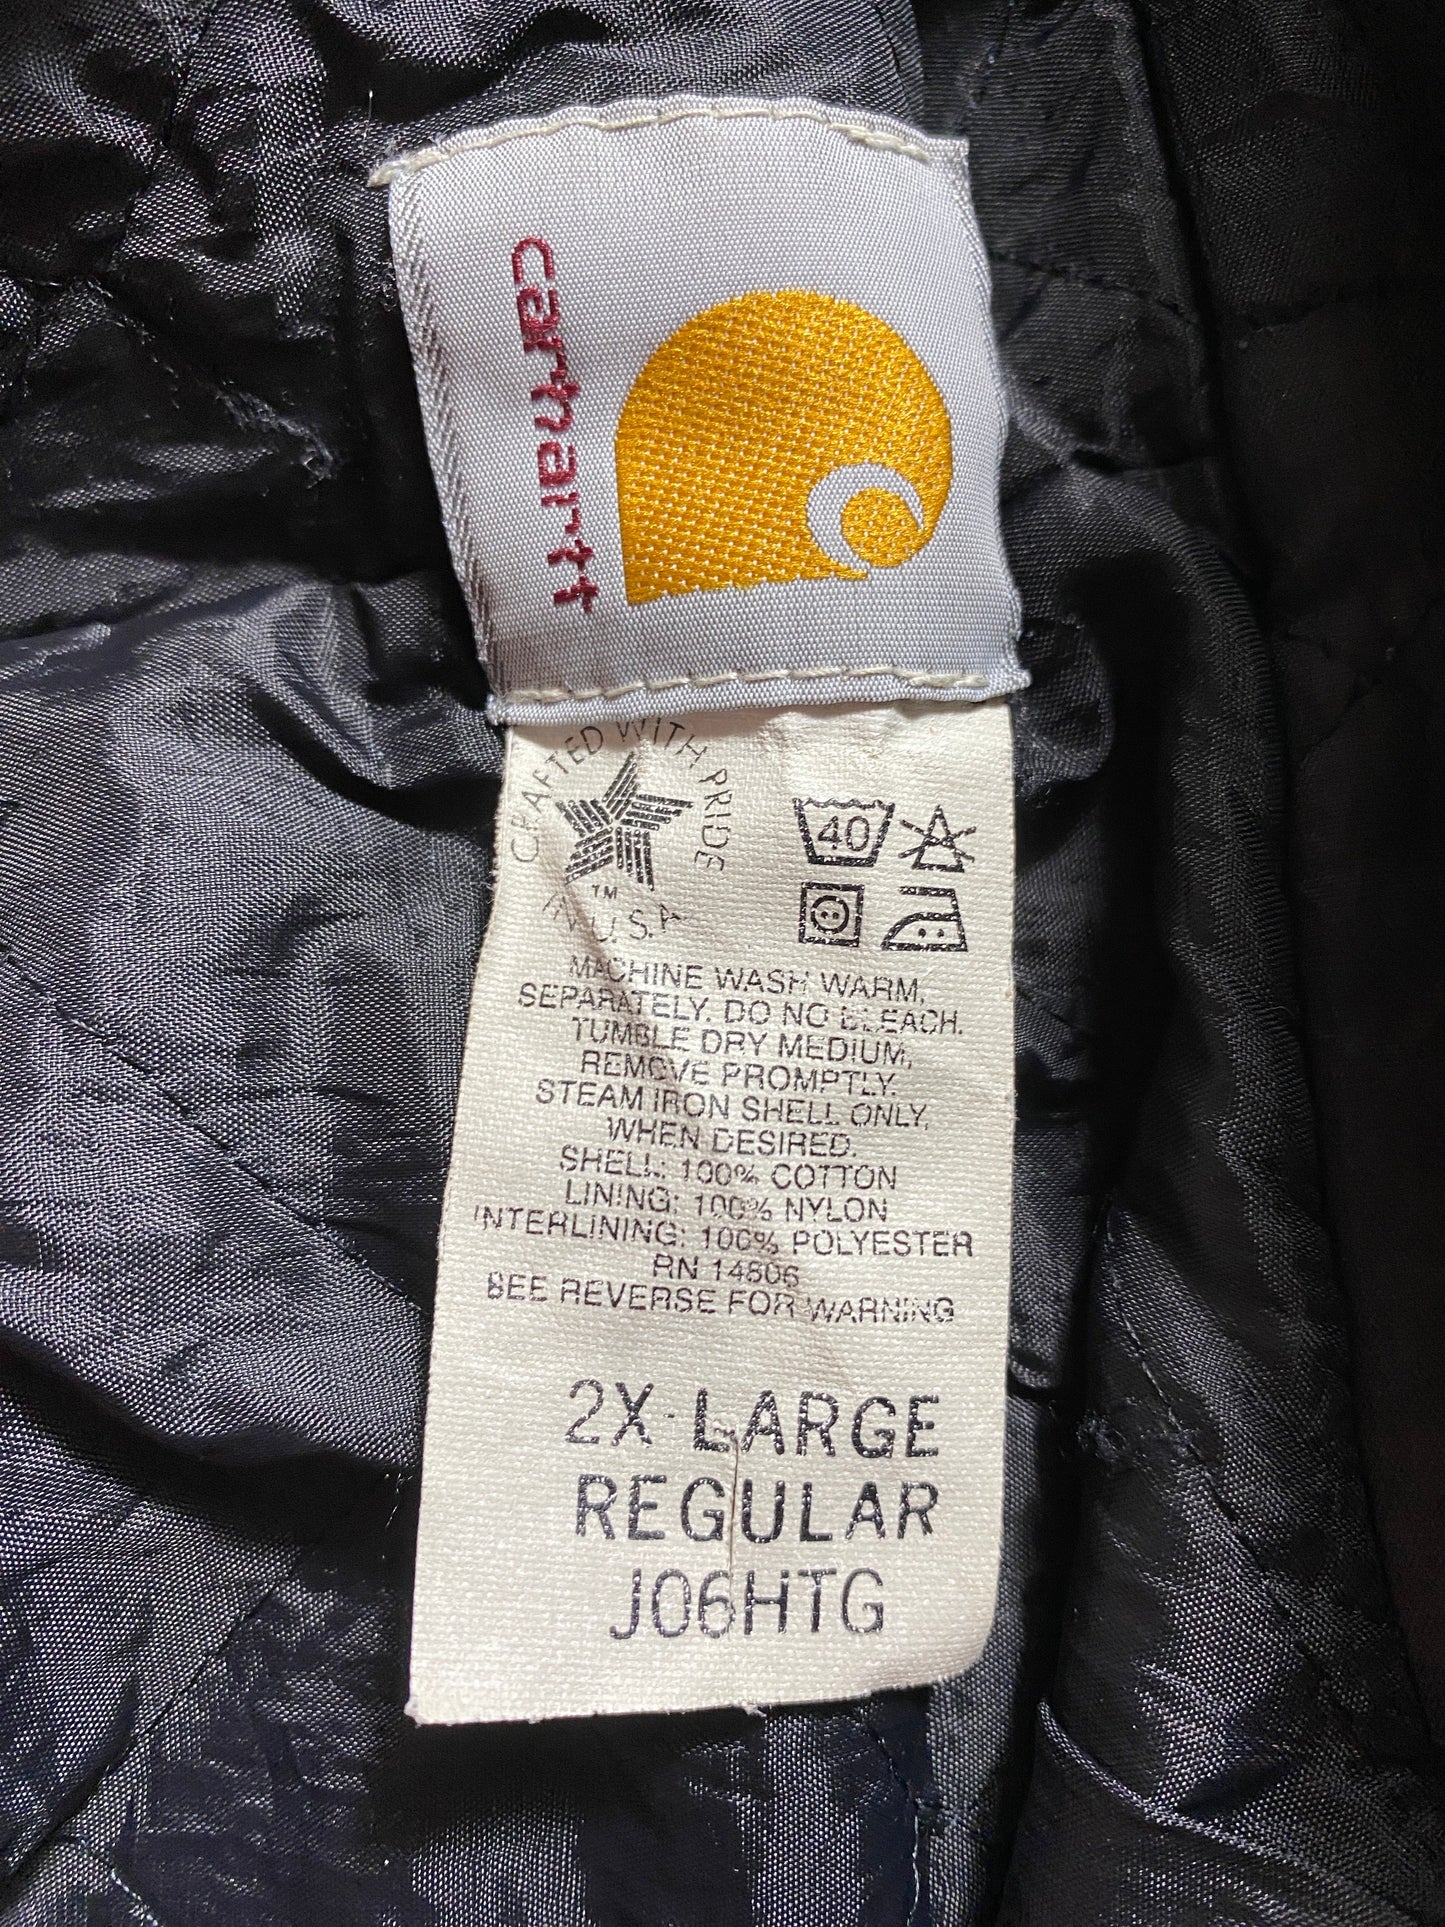 carhartt
CRAFTED WITH PRIDE
TM
IN U.S.A
40
MACHINE WASH WARM,
SEPARATELY. DO NO BLEACH.
TUMBLE DRY MEDIUM,
REMOVE PROMPTLY.
STEAM IRON SHELL ONLY,
WHEN DESIRED.
SHELL: 100% COTTON
LINING: 100% NYLON
INTERLINING: 100% POLYESTER
RN 14806
SEE REVERSE FOR WARNING
2X-LARGE
REGULAR
J06HTG